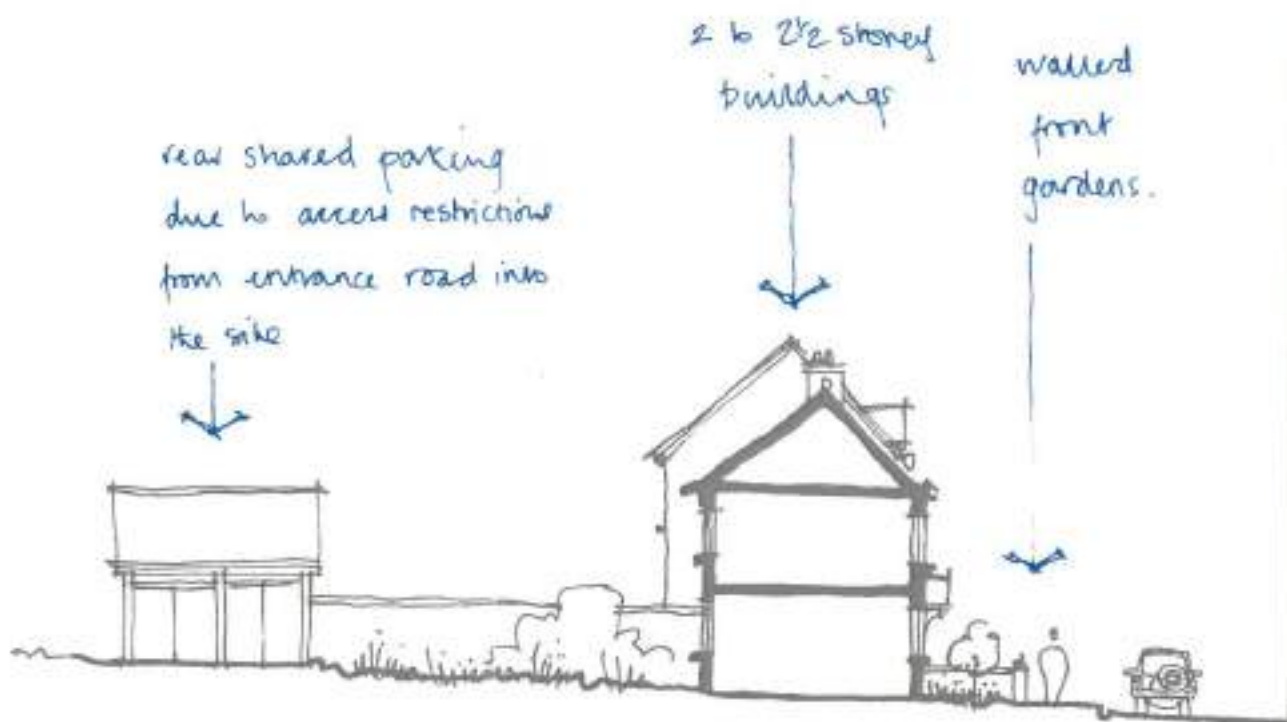 2 to 2½ storey
buildings
walled
front
gardens.
rear shared parking
due to access restrictions
from entrance road into
the site